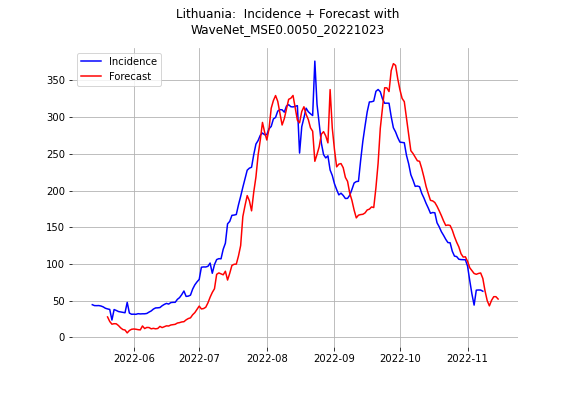 Lithuania:  Incidence + Forecast with
WaveNet_MSE0.0050_20221023
Incidence
Forecast
350
300
250
200
150
100
50
0
2022-06 2022-07 2022-08 2022-09 2022-10 2022-11